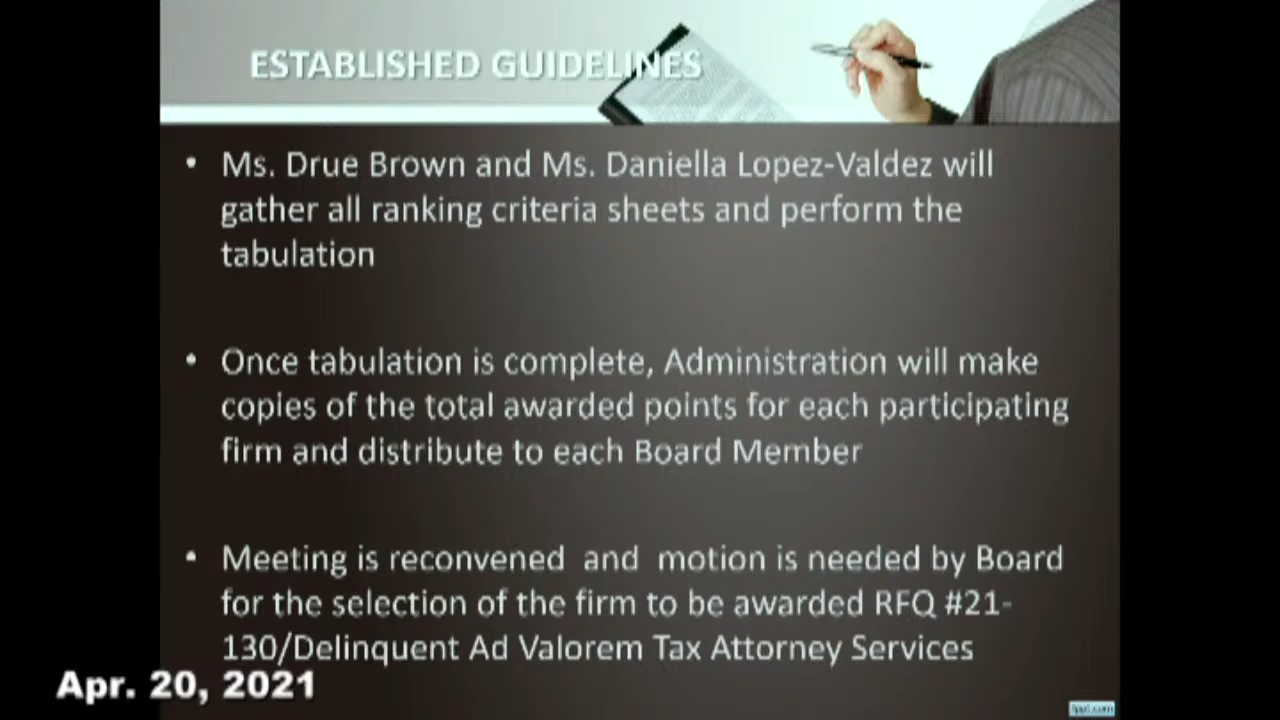 ESTABLISHED GUIDELINES
• Ms. Drue Brown and Ms. Daniella Lopez-Valdez will
gather all ranking criteria sheets and perform the
tabulation
• Once tabulation is complete, Administration will make
copies of the total awarded points for each participating
firm and distribute to each Board Member
• Meeting is reconvened and motion is needed by Board
for the selection of the firm to be awarded RFQ #21-
130/Delinquent Ad Valorem Tax Attorney Services
Apr. 20, 2021
fppt.com